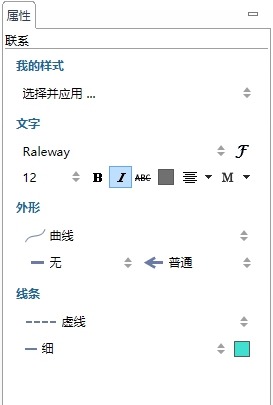 属性
联系
我的样式
选择并应用 ...
文字
Raleway
12 B I ABC M
外形
曲线
无 普通
线条
虚线
细